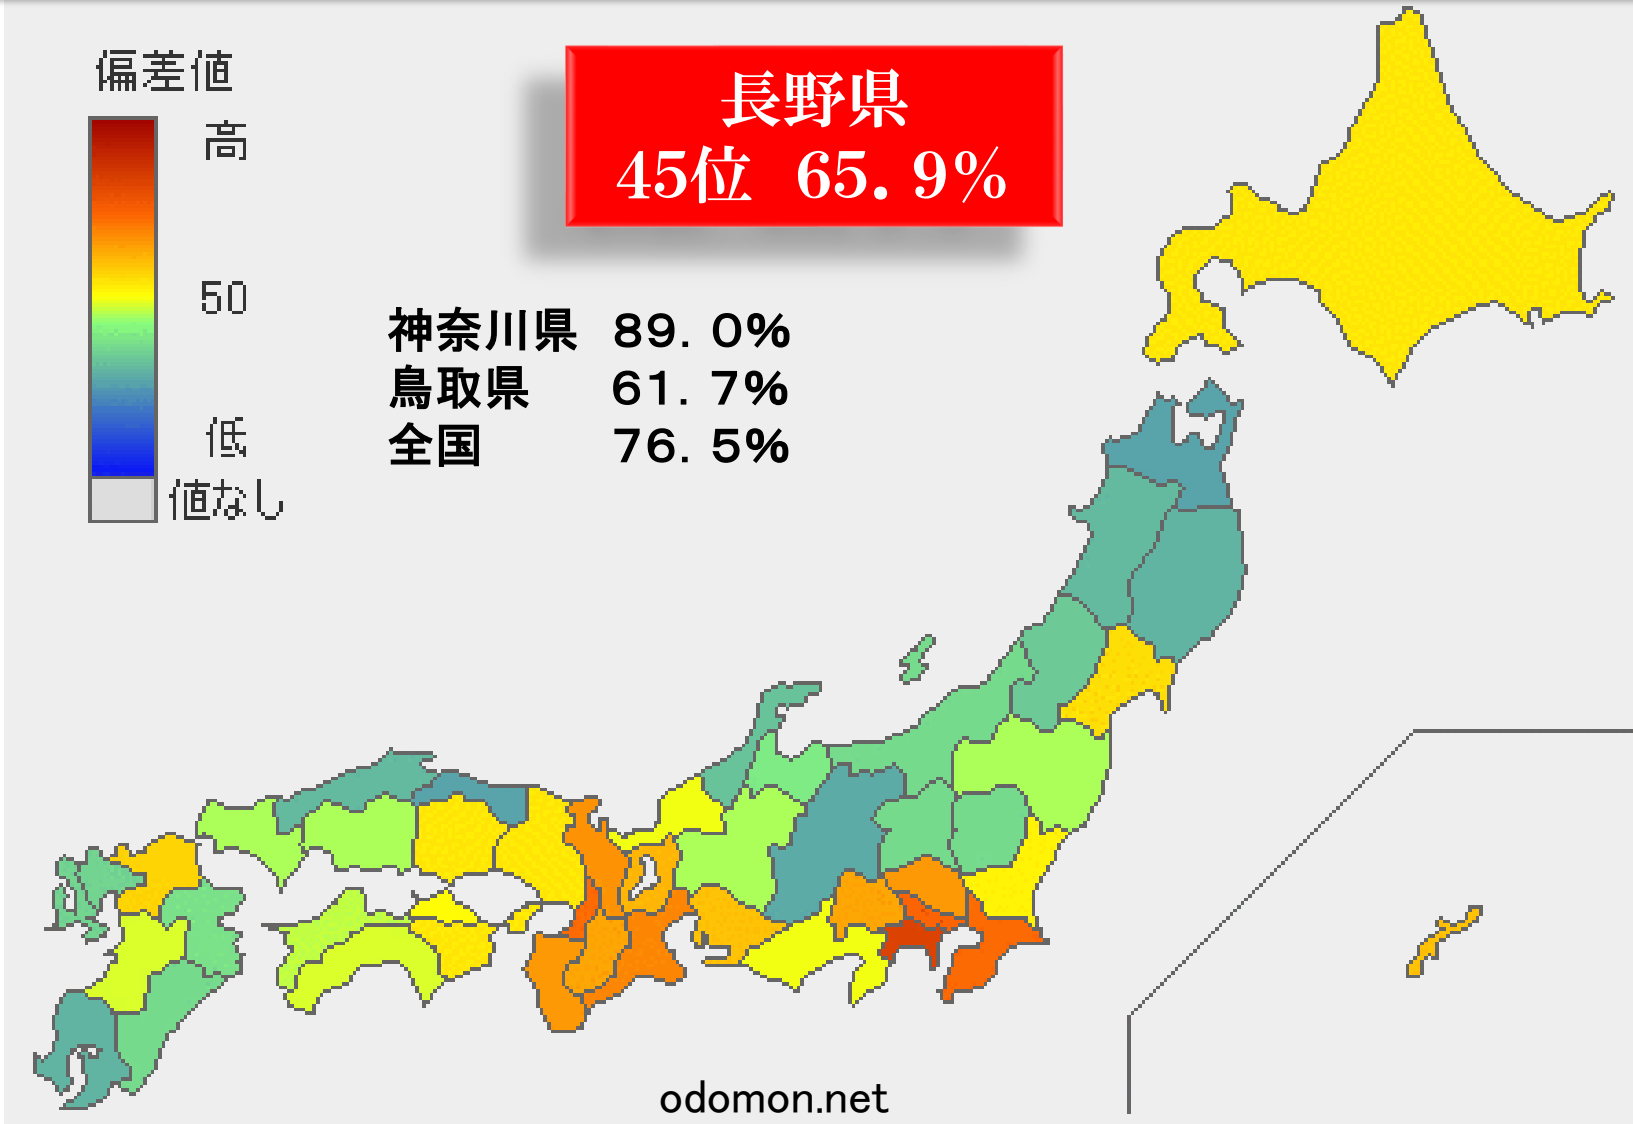 偏差値
高
50
低
値なし
長野県
45位 65.9%
神奈川県 89.0%
鳥取県 61.7%
全国 76.5%
odomon.net